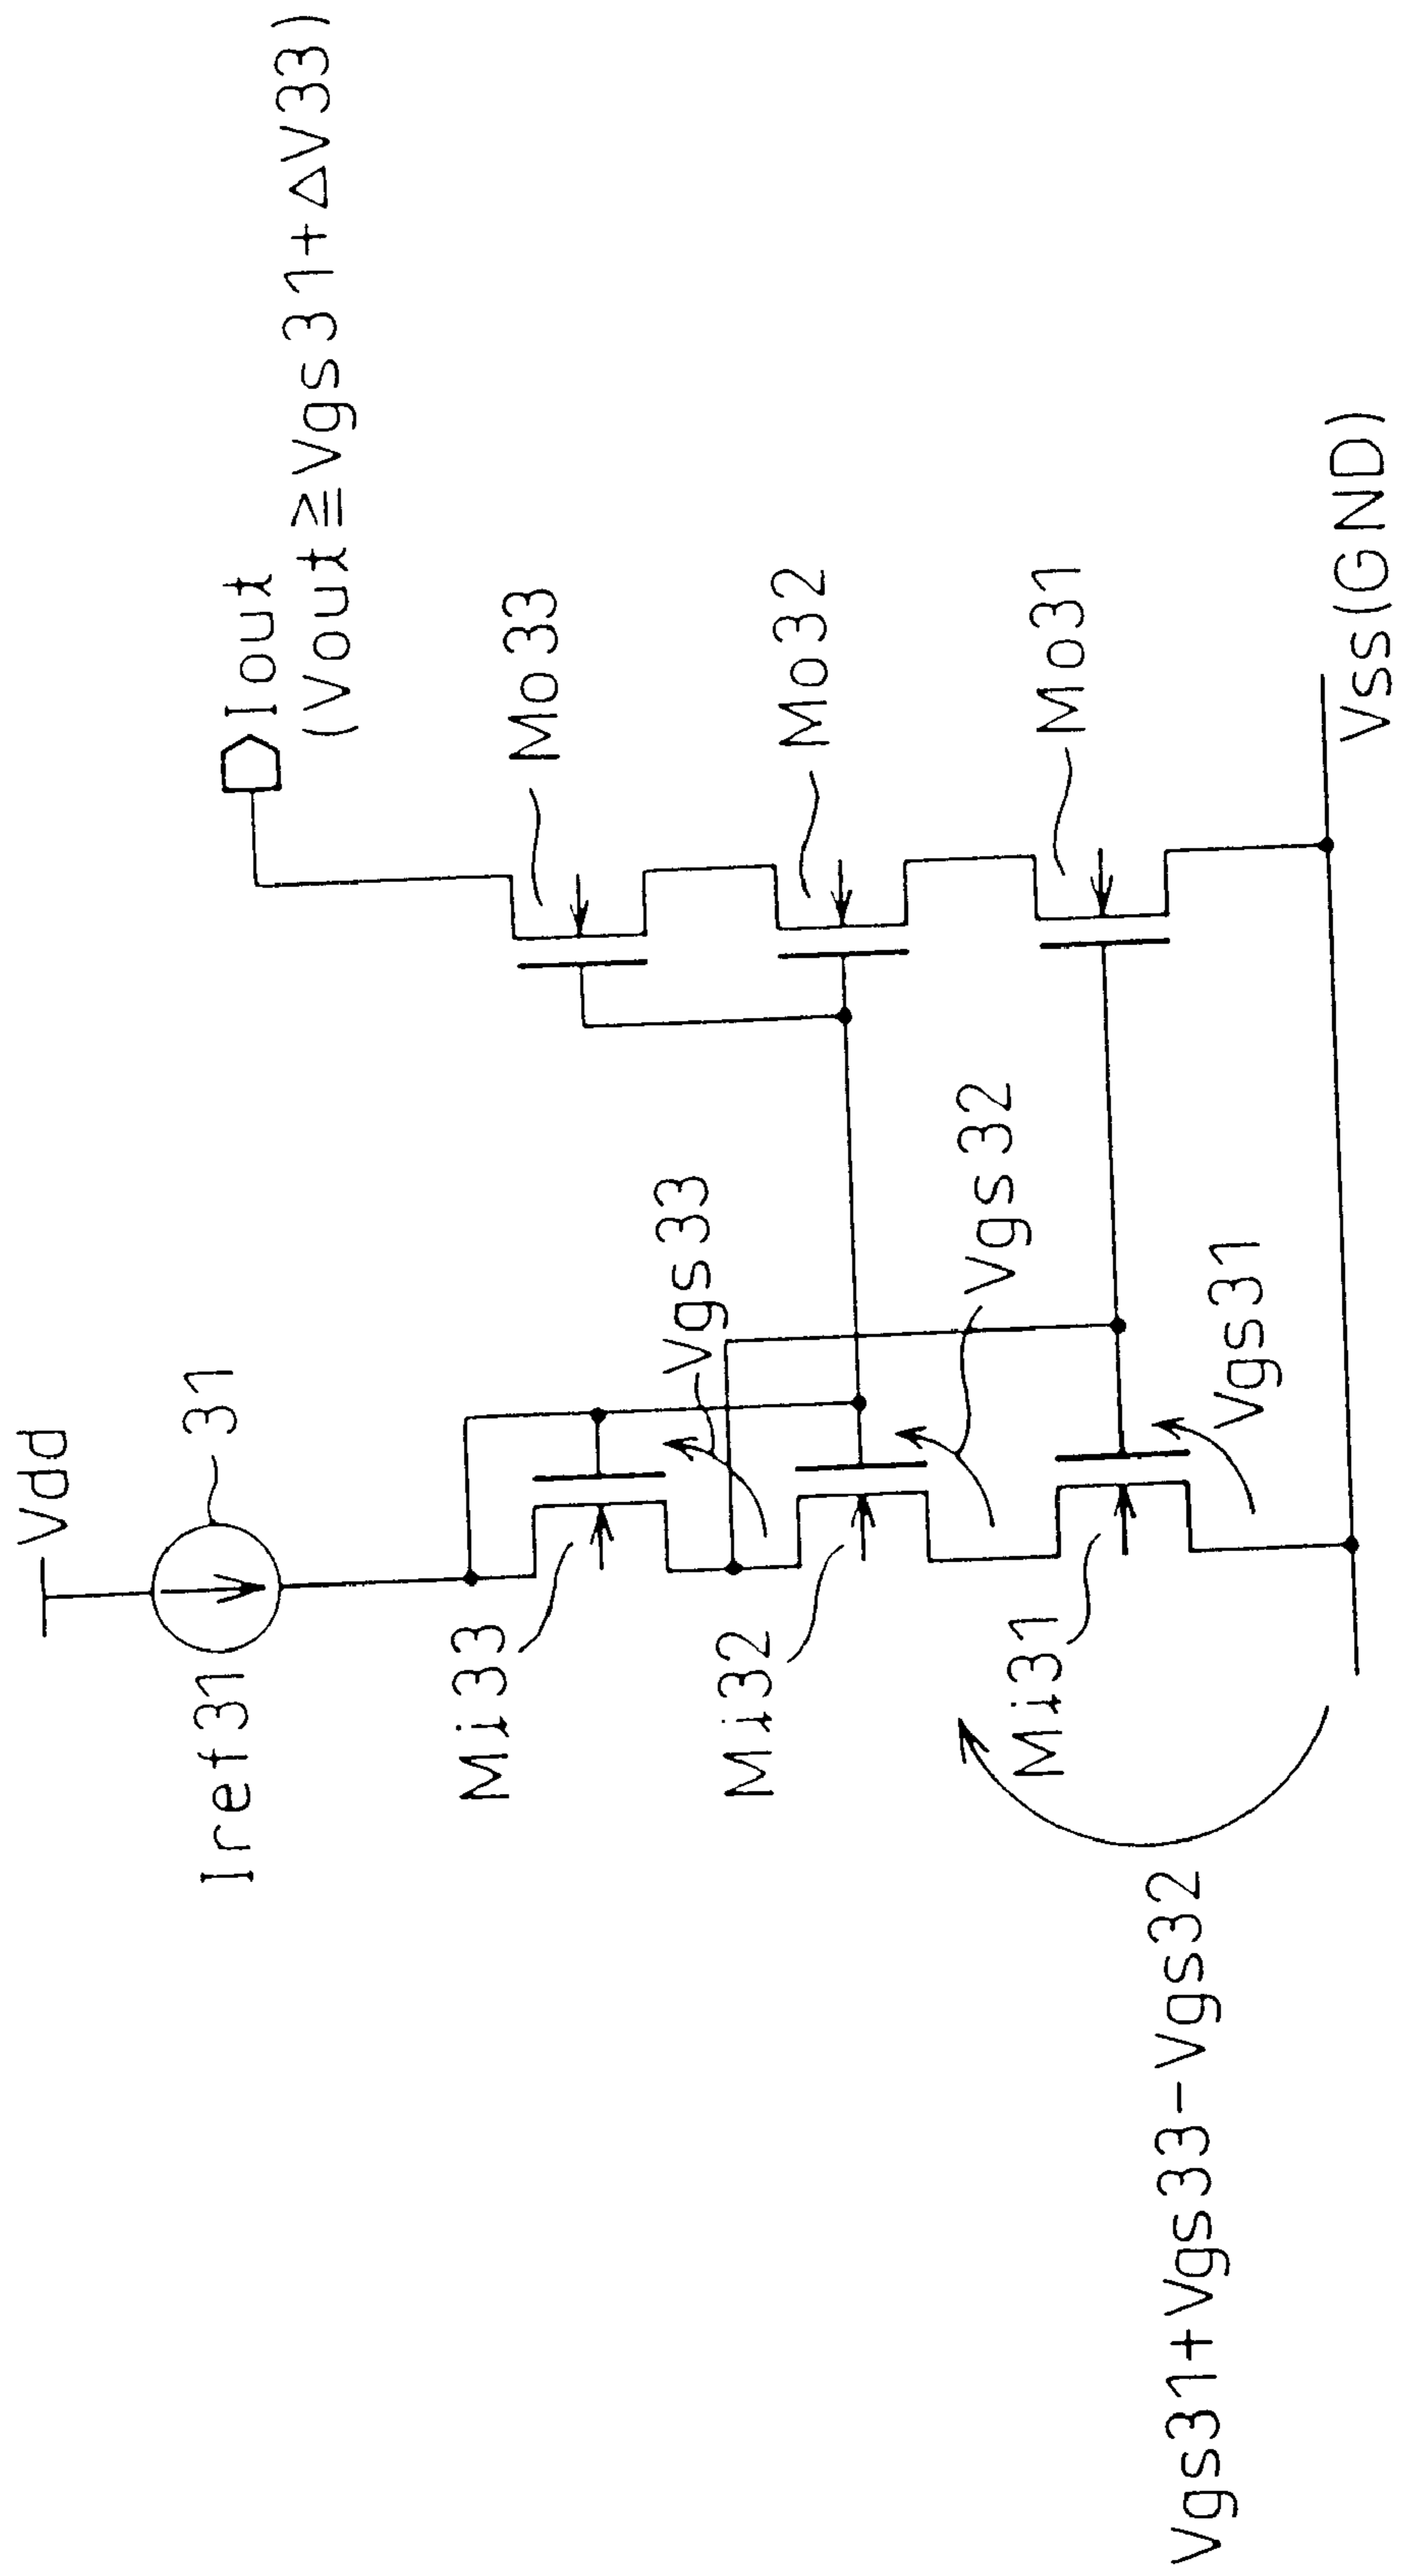 Vdd
Iref31
31
Iout
(Vout≧Vgs31+ΔV33)
Mi33
Vgs33
Mo33
Mi32
Vgs32
Mo32
Mi31
Vgs31
Mo31
Vgs31+Vgs33-Vgs32
Vss(GND)